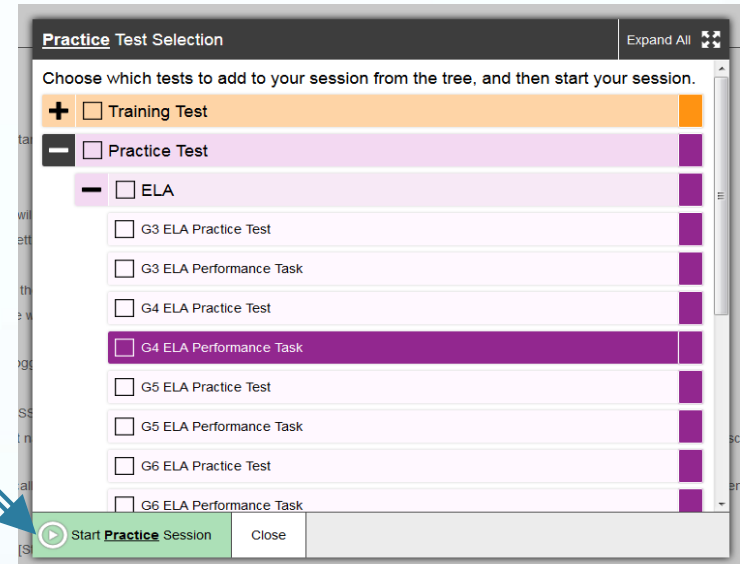 Practice Test Selection
Expand All
Choose which tests to add to your session from the tree, and then start your session.
Training Test
Practice Test
ELA
G3 ELA Practice Test
G3 ELA Performance Task
G4 ELA Practice Test
G4 ELA Performance Task
G5 ELA Practice Test
G5 ELA Performance Task
G6 ELA Practice Test
G6 ELA Performance Task
Start Practice Session
Close